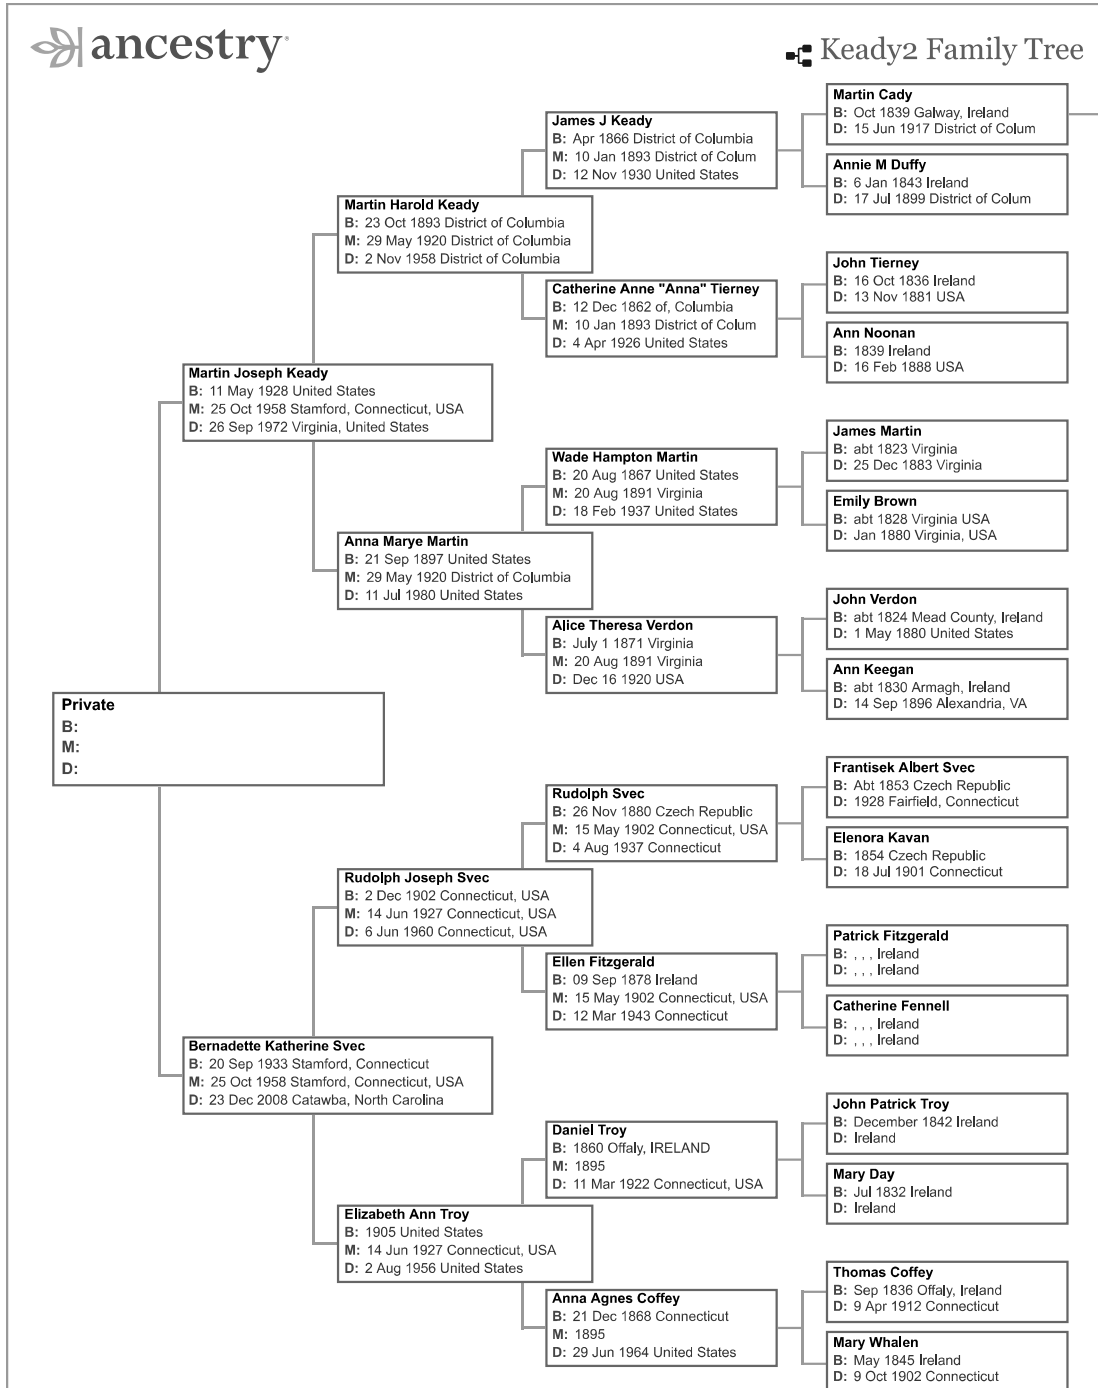 ancestry
Keady2 Family Tree
Martin Cady
B: Oct 1839 Galway, Ireland
D: 15 Jun 1917 District of Colum
James J Keady
B: Apr 1866 District of Columbia
M: 10 Jan 1893 District of Colum
D: 12 Nov 1930 United States
Annie M Duffy
B: 6 Jan 1843 Ireland
D: 17 Jul 1899 District of Colum
Martin Harold Keady
B: 23 Oct 1893 District of Columbia
M: 29 May 1920 District of Columbia
D: 2 Nov 1958 District of Columbia
John Tierney
B: 16 Oct 1836 Ireland
D: 13 Nov 1881 USA
Catherine Anne "Anna" Tierney
B: 12 Dec 1862 of, Columbia
M: 10 Jan 1893 District of Colum
D: 4 Apr 1926 United States
Ann Noonan
B: 1839 Ireland
D: 16 Feb 1888 USA
Martin Joseph Keady
B: 11 May 1928 United States
M: 25 Oct 1958 Stamford, Connecticut, USA
D: 26 Sep 1972 Virginia, United States
James Martin
B: abt 1823 Virginia
D: 25 Dec 1883 Virginia
Wade Hampton Martin
B: 20 Aug 1867 United States
M: 20 Aug 1891 Virginia
D: 18 Feb 1937 United States
Emily Brown
B: abt 1828 Virginia USA
D: Jan 1880 Virginia, USA
Anna Marye Martin
B: 21 Sep 1897 United States
M: 29 May 1920 District of Columbia
D: 11 Jul 1980 United States
John Verdon
B: abt 1824 Mead County, Ireland
D: 1 May 1880 United States
Alice Theresa Verdon
B: July 1 1871 Virginia
M: 20 Aug 1891 Virginia
D: Dec 16 1920 USA
Ann Keegan
B: abt 1830 Armagh, Ireland
D: 14 Sep 1896 Alexandria, VA
Private
B:
M:
D:
Frantisek Albert Svec
B: Abt 1853 Czech Republic
D: 1928 Fairfield, Connecticut
Rudolph Svec
B: 26 Nov 1880 Czech Republic
M: 15 May 1902 Connecticut, USA
D: 4 Aug 1937 Connecticut
Elenora Kavan
B: 1854 Czech Republic
D: 18 Jul 1901 Connecticut
Rudolph Joseph Svec
B: 2 Dec 1902 Connecticut, USA
M: 14 Jun 1927 Connecticut, USA
D: 6 Jun 1960 Connecticut, USA
Patrick Fitzgerald
B: , , , Ireland
D: , , , Ireland
Ellen Fitzgerald
B: 09 Sep 1878 Ireland
M: 15 May 1902 Connecticut, USA
D: 12 Mar 1943 Connecticut
Catherine Fennell
B: , , , Ireland
D: , , , Ireland
Bernadette Katherine Svec
B: 20 Sep 1933 Stamford, Connecticut
M: 25 Oct 1958 Stamford, Connecticut, USA
D: 23 Dec 2008 Catawba, North Carolina
John Patrick Troy
B: December 1842 Ireland
D: Ireland
Daniel Troy
B: 1860 Offaly, IRELAND
M: 1895
D: 11 Mar 1922 Connecticut, USA
Mary Day
B: Jul 1832 Ireland
D: Ireland
Elizabeth Ann Troy
B: 1905 United States
M: 14 Jun 1927 Connecticut, USA
D: 2 Aug 1956 United States
Thomas Coffey
B: Sep 1836 Offaly, Ireland
D: 9 Apr 1912 Connecticut
Anna Agnes Coffey
B: 21 Dec 1868 Connecticut
M: 1895
D: 29 Jun 1964 United States
Mary Whalen
B: May 1845 Ireland
D: 9 Oct 1902 Connecticut